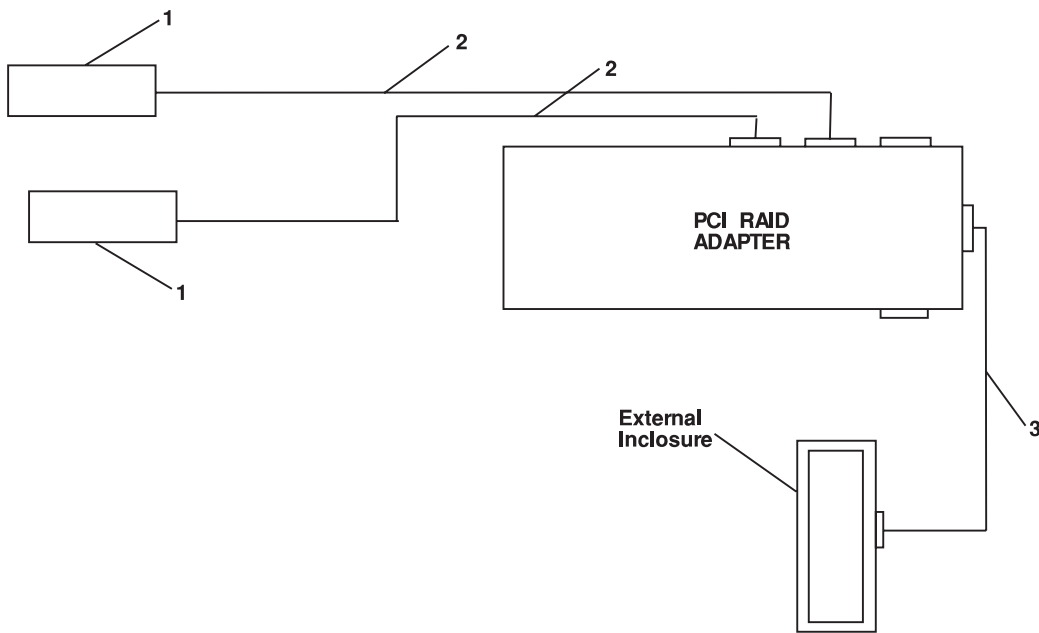 1
2
2
PCI RAID
ADAPTER
1
External
Inclosure
3